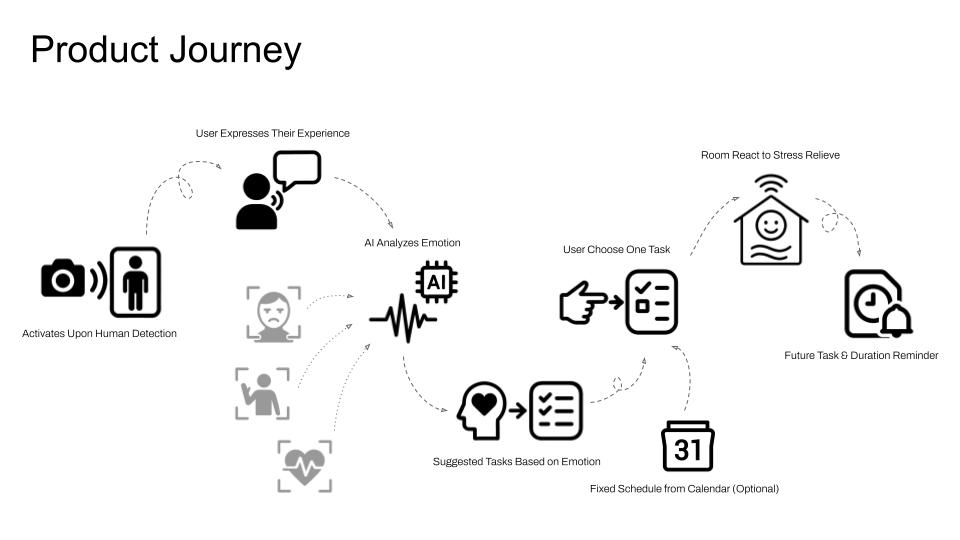 Product Journey
User Expresses Their Experience
Room React to Stress Relieve
AI Analyzes Emotion
User Choose One Task
AI
Activates Upon Human Detection
Future Task & Duration Reminder
31
Suggested Tasks Based on Emotion
Fixed Schedule from Calendar (Optional)